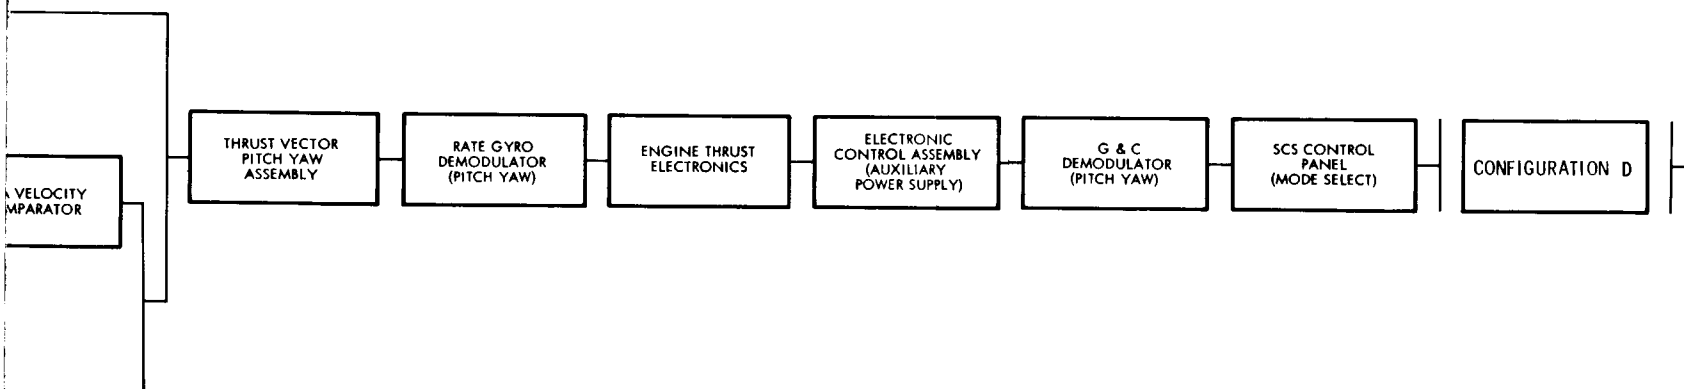 THRUST VECTOR
PITCH YAW
ASSEMBLY
RATE GYRO
DEMODULATOR
(PITCH YAW)
ENGINE THRUST
ELECTRONICS
ELECTRONIC
CONTROL ASSEMBLY
(AUXILIARY
POWER SUPPLY)
G & C
DEMODULATOR
(PITCH YAW)
SCS CONTROL
PANEL
(MODE SELECT)
CONFIGURATION D
VELOCITY
MPARATOR